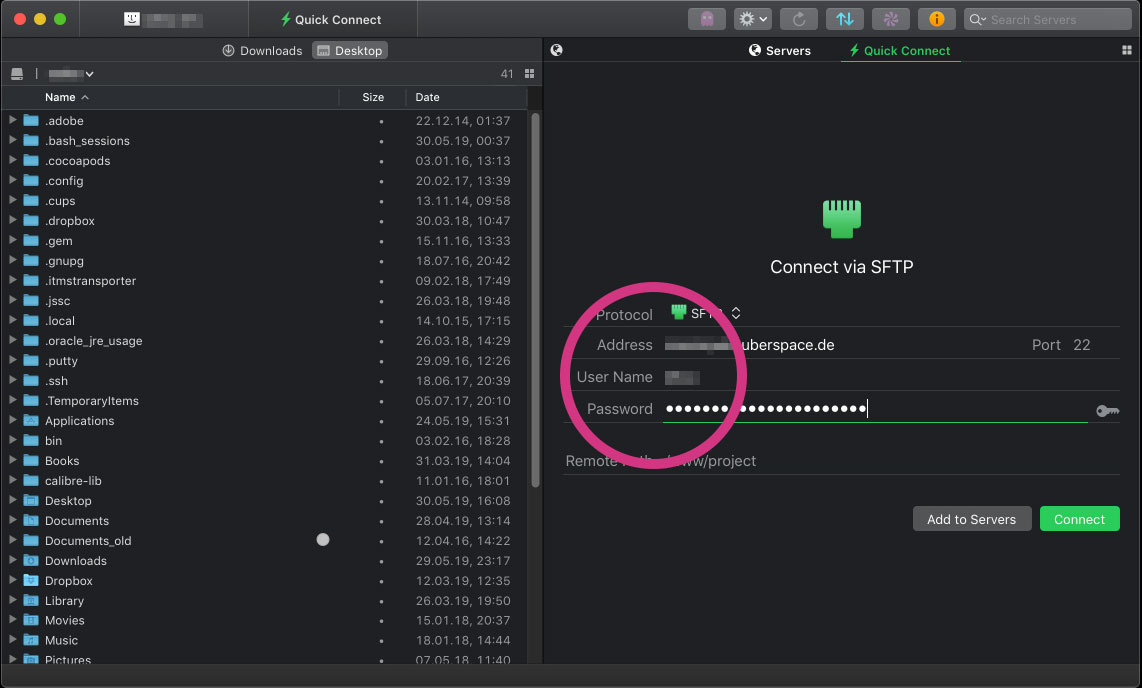 Quick Connect
Search Servers
Downloads
Desktop
Servers
Quick Connect
41
Name
Size
Date
.adobe
22.12.14, 01:37
.bash_sessions
30.05.19, 00:37
.cocoapods
03.01.16, 13:13
.config
20.02.17, 13:39
.cups
13.11.14, 09:58
.dropbox
30.03.18, 10:47
.gem
15.11.16, 13:33
.gnupg
18.07.16, 20:42
.itmstransporter
09.02.18, 17:49
.jssc
26.03.18, 19:48
.local
14.10.15, 17:15
.oracle_jre_usage
26.03.18, 14:29
.putty
29.09.16, 12:26
.ssh
18.06.17, 20:39
.TemporaryItems
05.07.17, 20:10
Applications
24.05.19, 15:31
bin
03.02.16, 18:28
Books
31.03.19, 14:04
calibre-lib
11.01.16, 18:01
Desktop
30.05.19, 16:08
Documents
28.04.19, 13:14
Documents_old
12.04.16, 14:22
Downloads
29.05.19, 23:17
Dropbox
12.03.19, 12:35
Library
26.03.19, 19:50
Movies
15.01.18, 20:37
Music
18.01.18, 14:44
Pictures
07.05.18, 11:40
Connect via SFTP
Protocol
SFTP
Address
uberspace.de
Port 22
User Name
Password
Remote
/project
Add to Servers
Connect